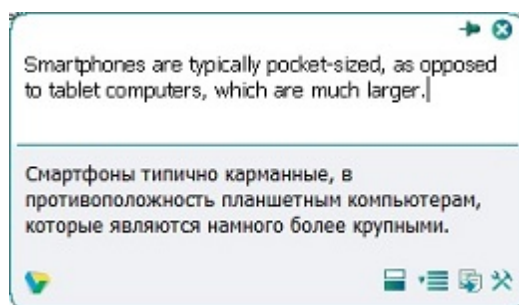 Smartphones are typically pocket-sized, as opposed
to tablet computers, which are much larger.
Смартфоны типично карманные, в
противоположность планшетным компьютерам,
которые являются намного более крупными.